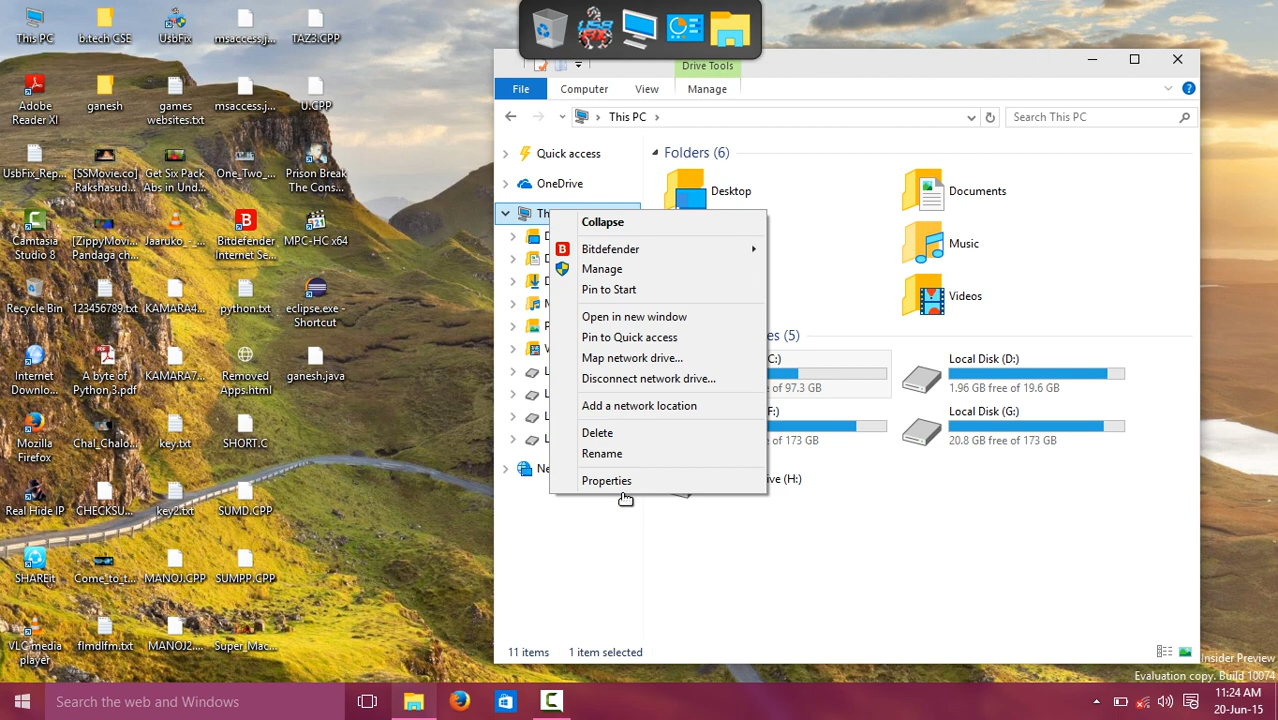 This PC
b.tech CSE
UsbFix
msaccess.j...
TAZ3.CPP
Adobe
Reader XI
ganesh
games
websites.txt
msaccess.j...
U.CPP
UsbFix_Rep...
[SSMovie.co]
Rakshasud...
Get Six Pack
Abs in Und...
One_Two_...
Prison Break
The Cons...
Camtasia
Studio 8
[ZippyMovi...
Pandaga ch...
Jaaruko_-_...
Bitdefender
Internet Se...
MPC-HC x64
Recycle Bin
123456789.txt
KAMARA4...
python.txt
eclipse.exe -
Shortcut
Internet
Downlo...
A byte of
Python 3.pdf
KAMARA7...
Removed
Apps.html
ganesh.java
Mozilla
Firefox
Chal_Chalo...
key.txt
SHORT.C
Real Hide IP
CHECKSU...
key2.txt
SUMD.CPP
SHAREit
Come_to_t...
MANOJ.CPP
SUMPP.CPP
VLC media
player
flmdlfm.txt
MANOJ2....
Super_Mac...
USB
FIX
Drive Tools
File
Computer
View
Manage
This PC
Search This PC
Quick access
OneDrive
Th
Ne
Folders (6)
Desktop
Documents
Music
Videos
es (5)
C:)
of 97.3 GB
Local Disk (D:)
1.96 GB free of 19.6 GB
F:)
of 173 GB
Local Disk (G:)
20.8 GB free of 173 GB
ve (H:)
Collapse
Bitdefender
Manage
Pin to Start
Open in new window
Pin to Quick access
Map network drive...
Disconnect network drive...
Add a network location
Delete
Rename
Properties
11 items
1 item selected
Insider Preview
Evaluation copy. Build 10074
Search the web and Windows
11:24 AM
20-Jun-15